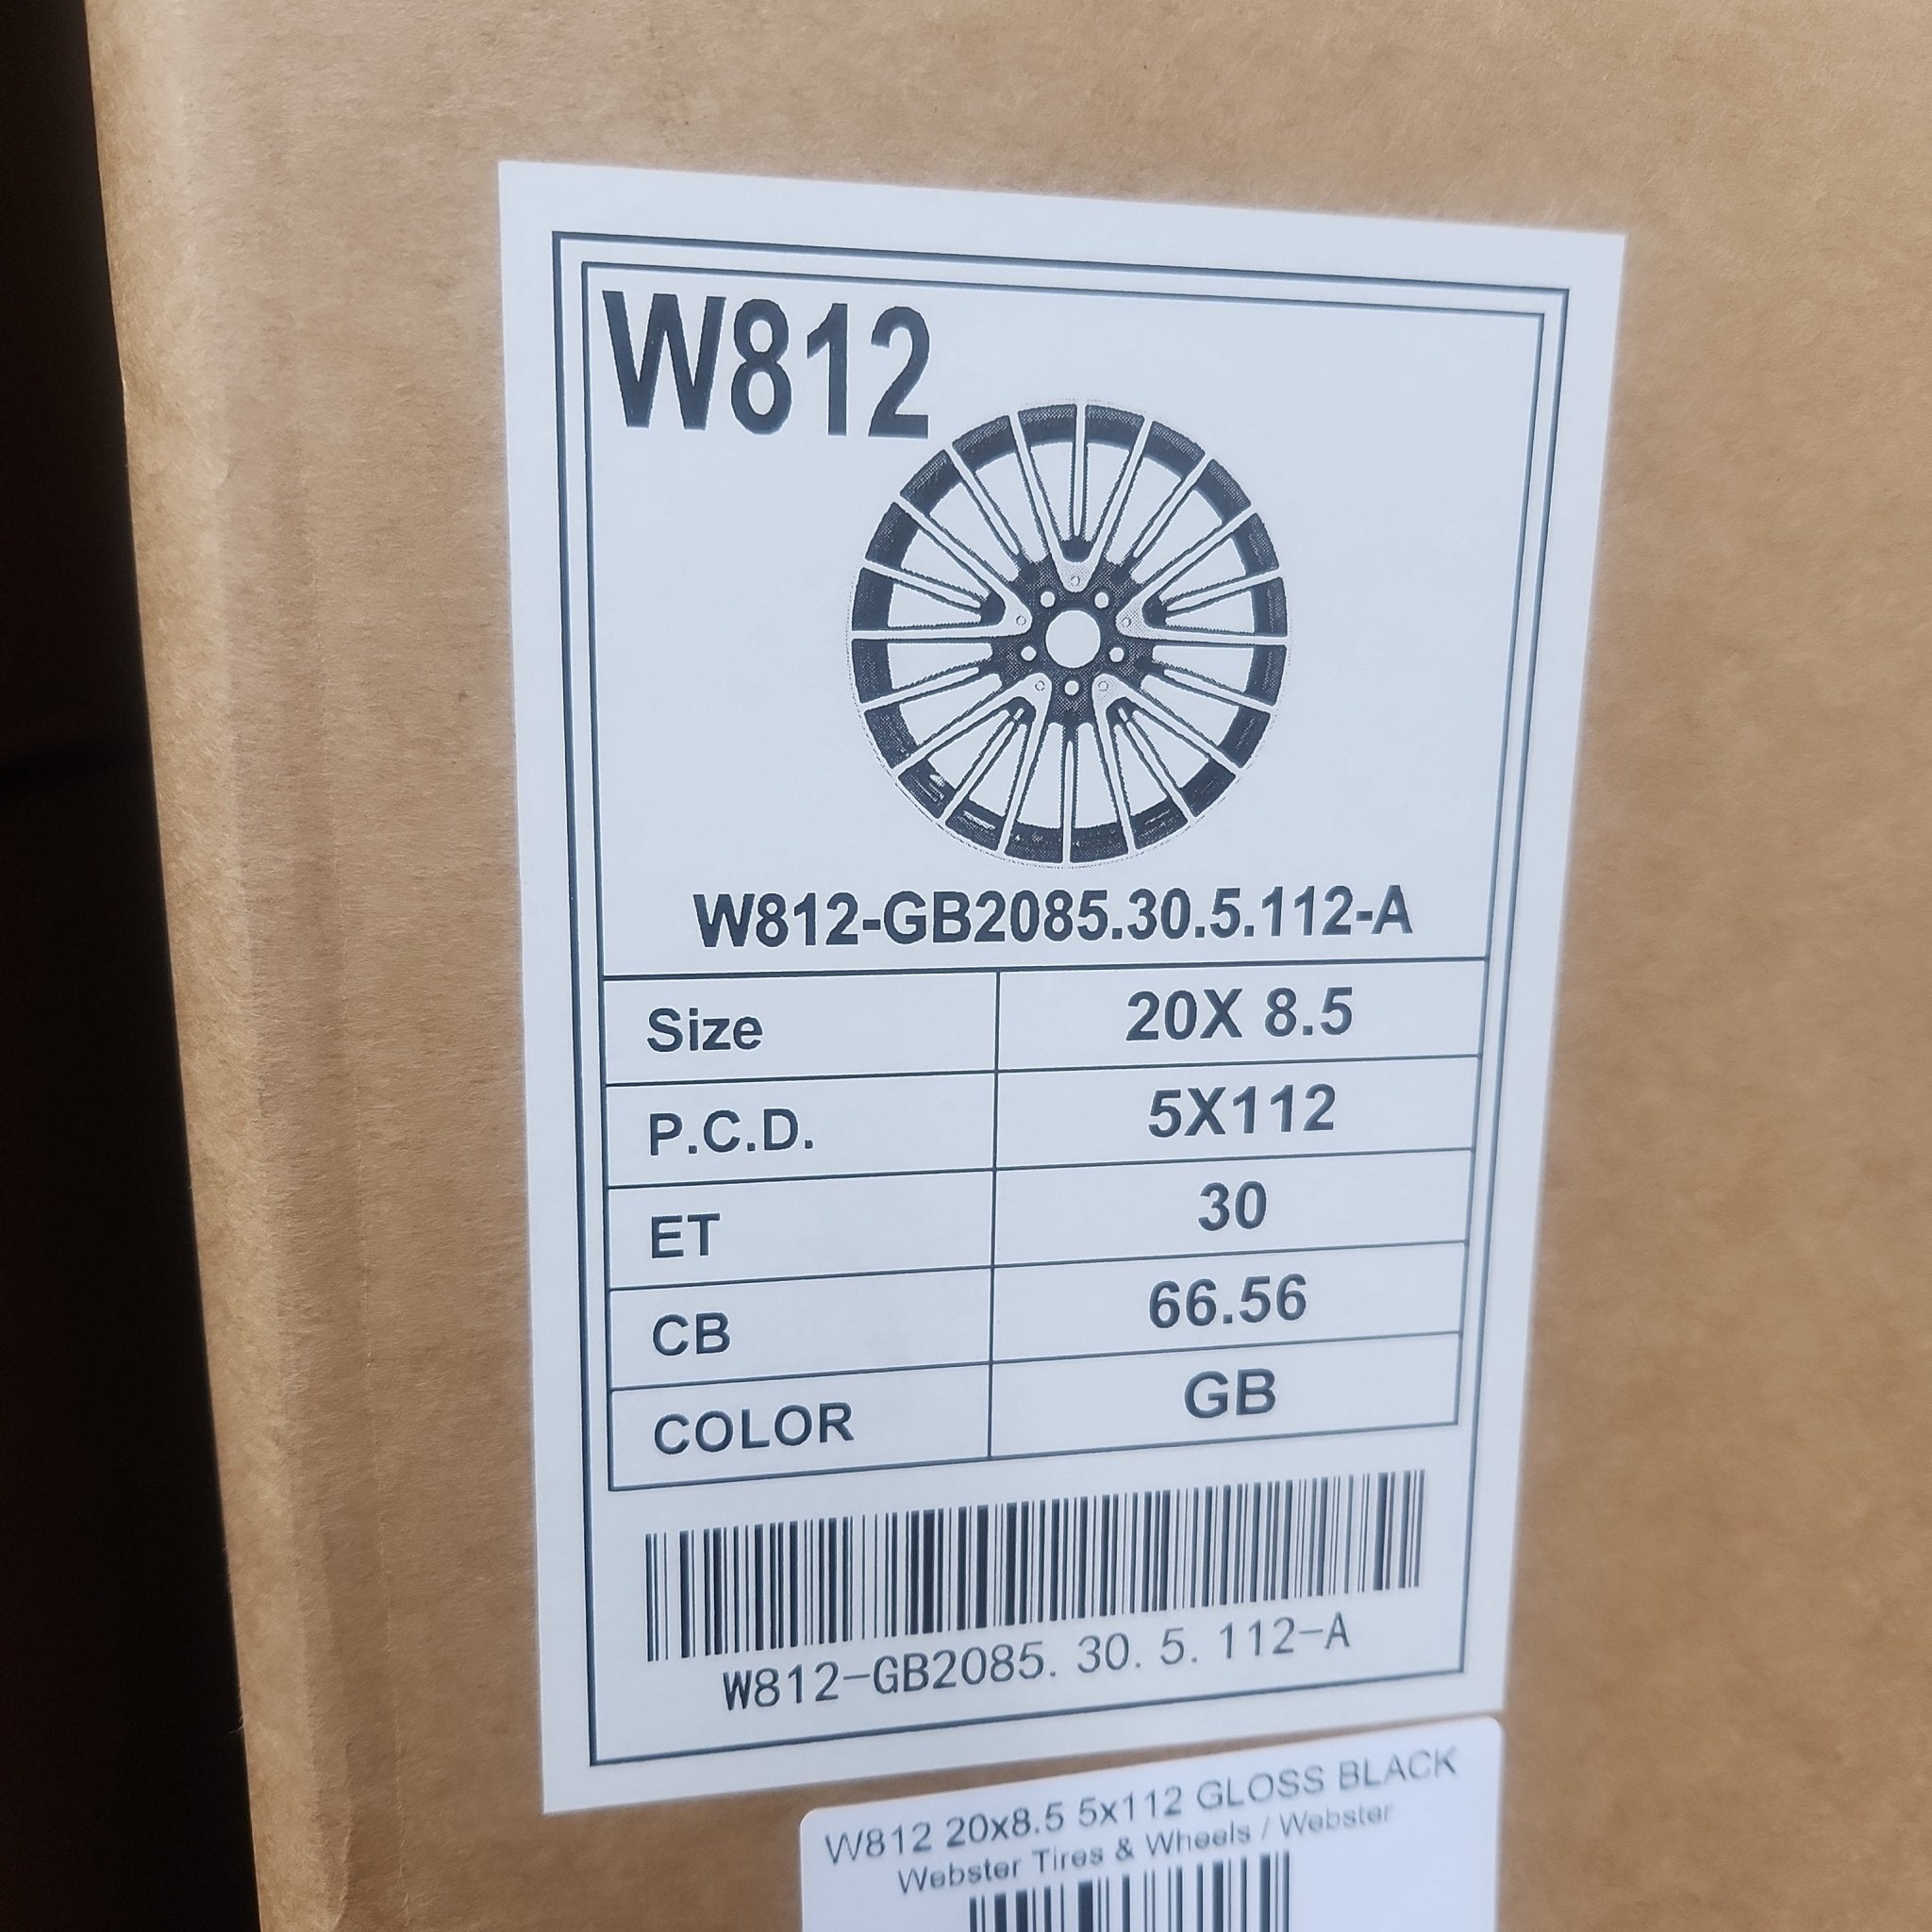 W812
W812-GB2085.30.5.112-A
Size 20X 8.5
P.C.D. 5X112
ET 30
CB 66.56
COLOR GB
W812-GB2085. 30. 5. 112-A
W812 20x8.5 5x112 GLOSS BLACK
Webster Tires & Wheels / Webster